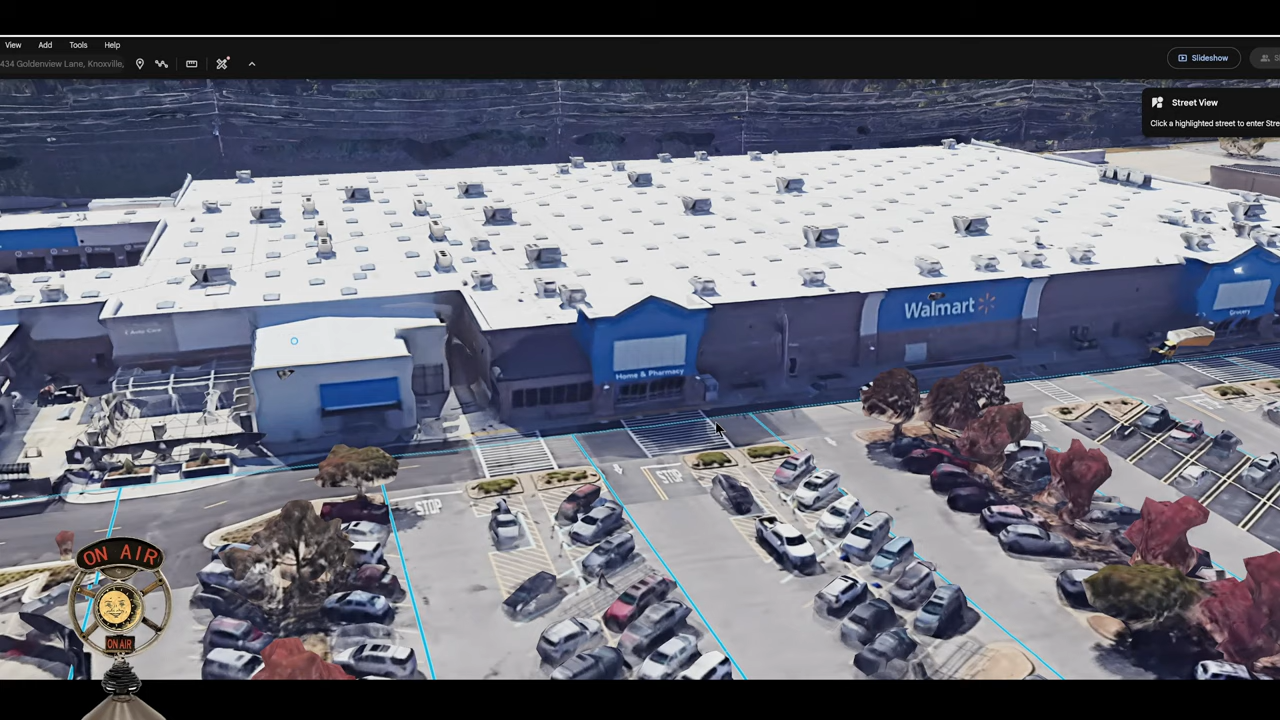 View Add Tools Help
434 Goldenview Lane, Knoxville,
Slideshow
Street View
Click a highlighted street to enter Stre
Walmart
Grocery
Home & Pharmacy
STOP
STOP
ON AIR
ON AIR